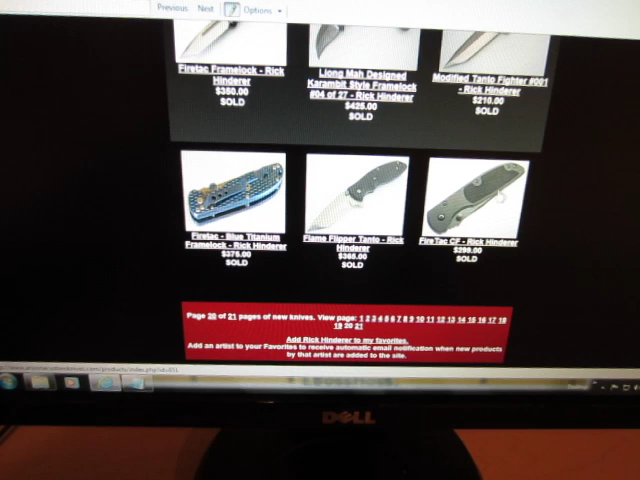 Previous Next Options
Firetac Framelock - Rick
Hinderer
$350.00
SOLD
Liong Mah Designed
Karambit Style Framelock
#04 of 27 - Rick Hinderer
$425.00
SOLD
Modified Tanto Fighter #001
- Rick Hinderer
$210.00
SOLD
Firetac - Blue Titanium
Framelock - Rick Hinderer
$375.00
SOLD
Flame Flipper Tanto - Rick
Hinderer
$365.00
SOLD
FireTac CF - Rick Hinderer
$299.00
SOLD
Page 20 of 21 pages of new knives. View page: 1 2 3 4 5 6 7 8 9 10 11 12 13 14 15 16 17 18
19 20 21
Add Rick Hinderer to my favorites.
Add an artist to your Favorites to receive automatic email notification when new products
by that artist are added to the site.
DELL